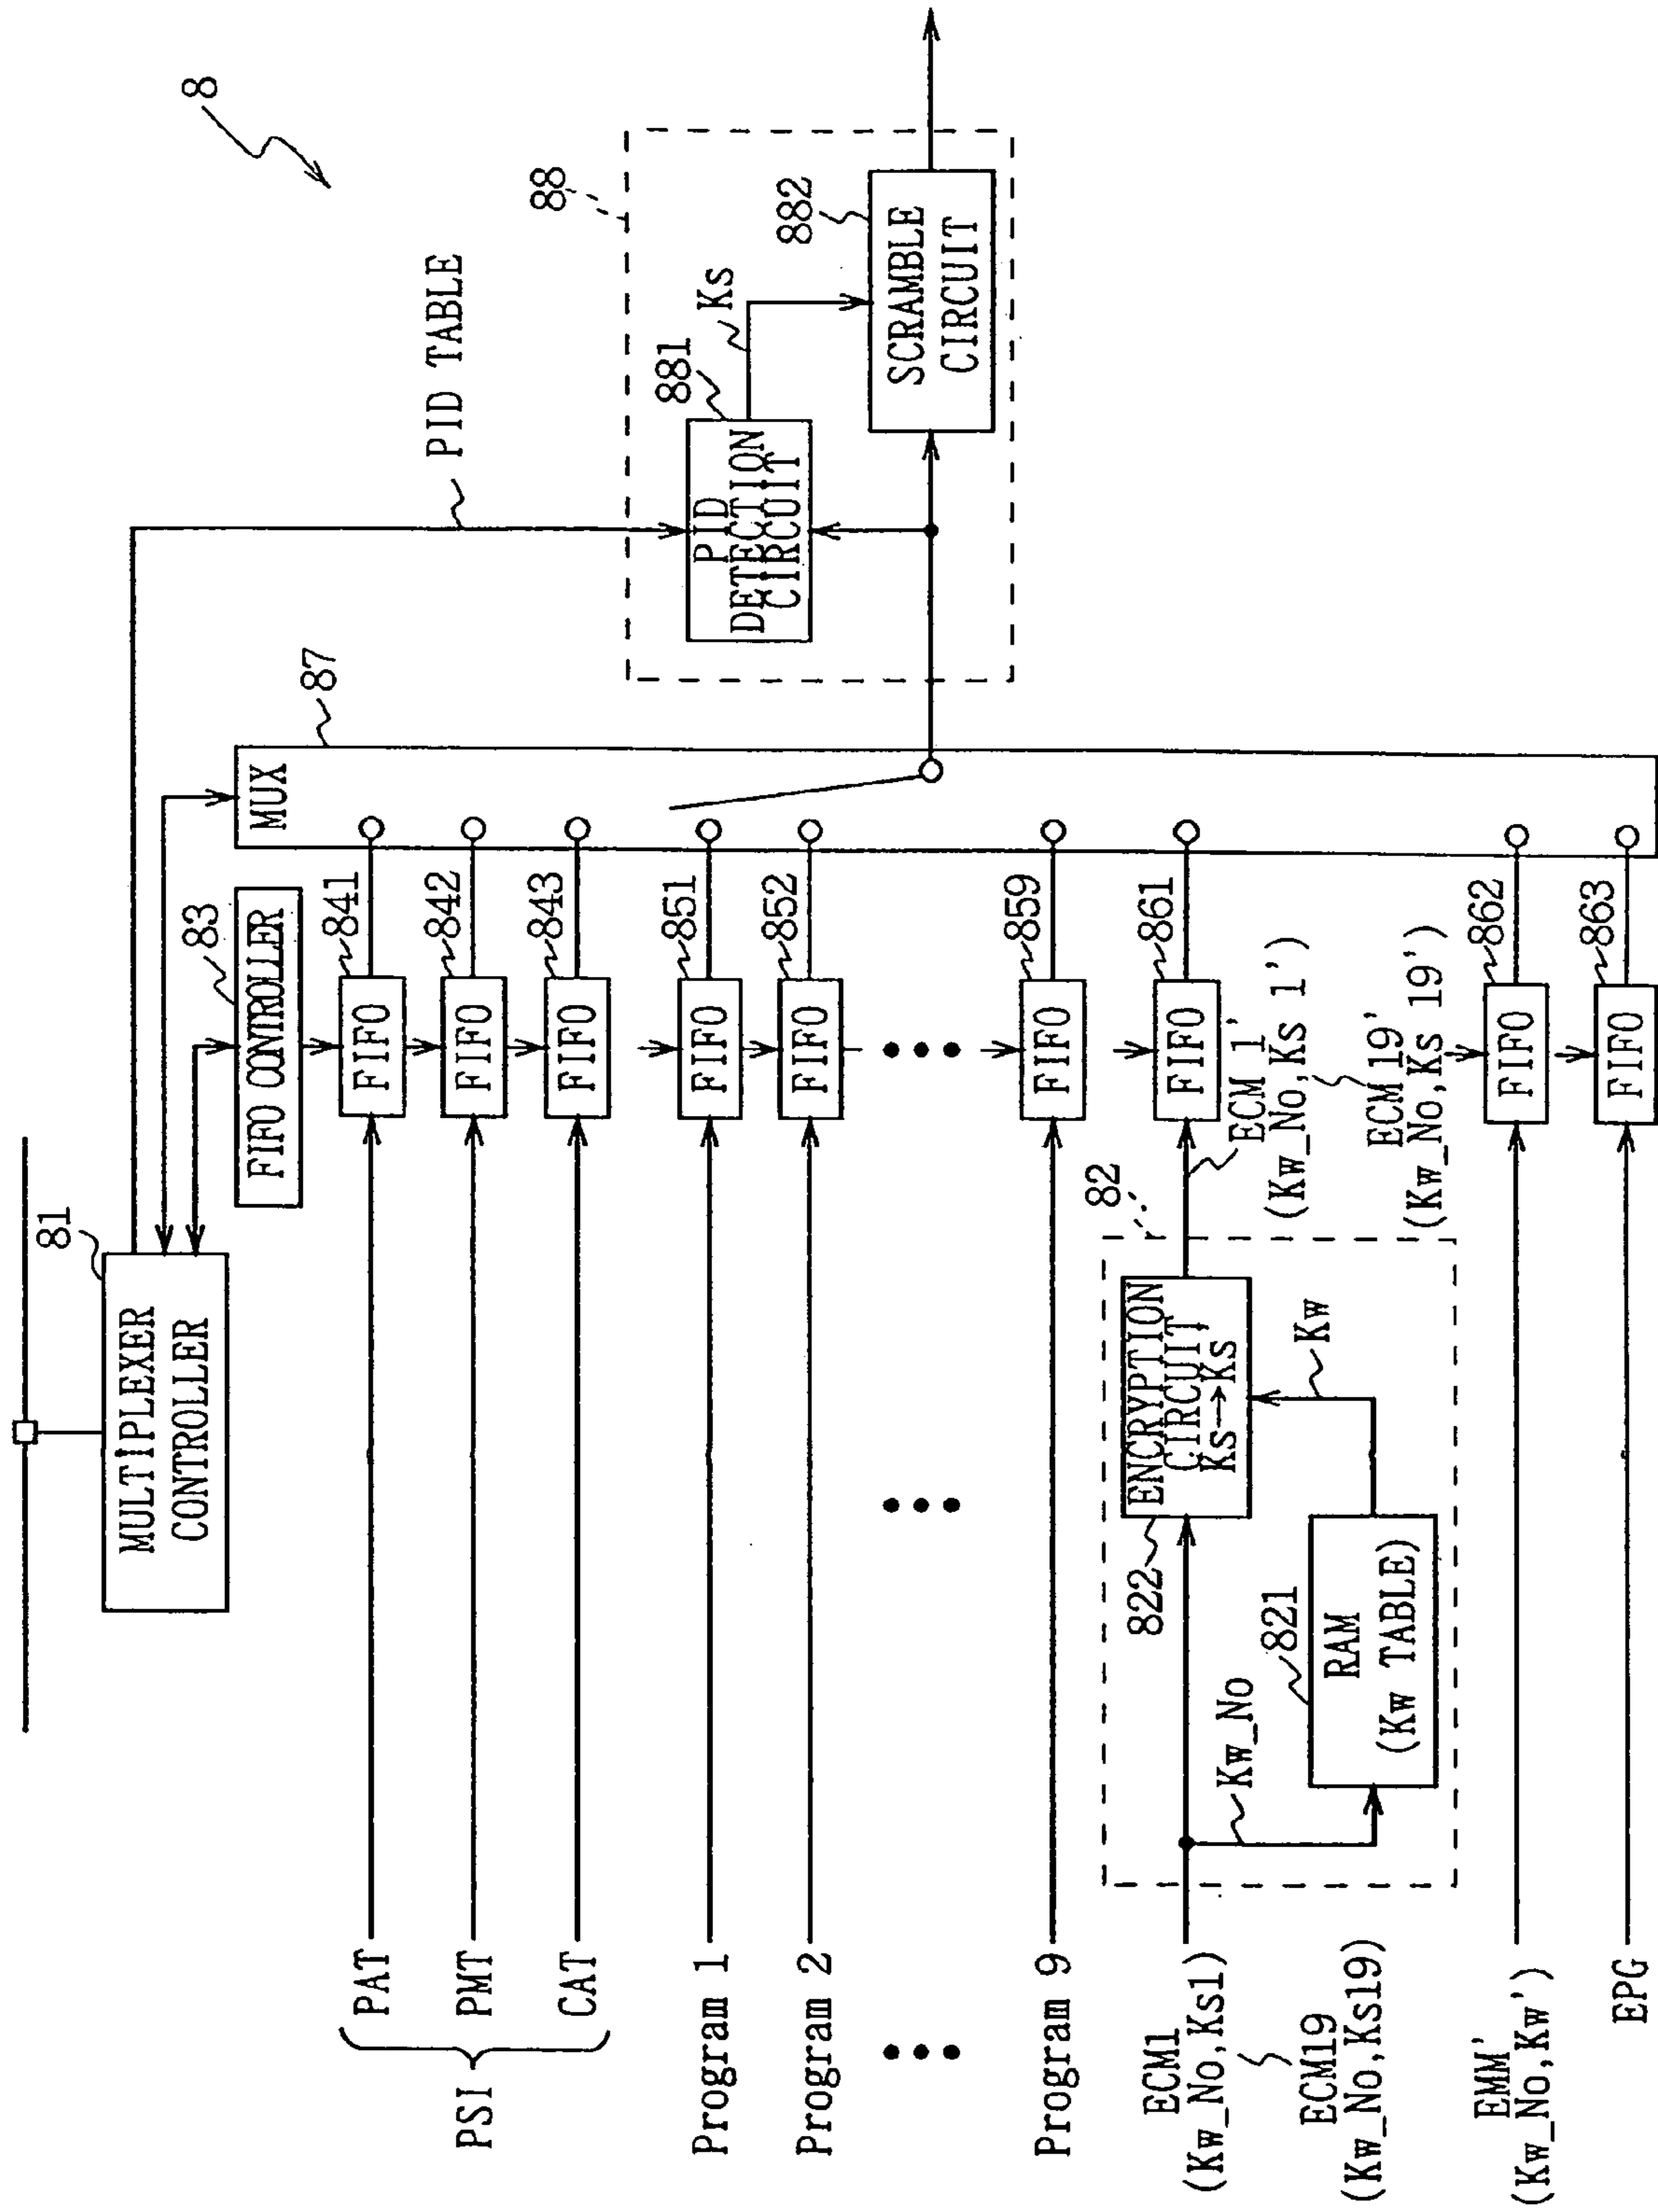 8
81
MULTIPLEXER
CONTROLLER
PID TABLE
83
FIFO CONTROLLER
87
MUX
88
881
PID
DETECTION
CIRCUIT
Ks
882
SCRAMBLE
CIRCUIT
PSI
PAT
FIFO
841
PMT
FIFO
842
CAT
FIFO
843
Program 1
FIFO
851
Program 2
FIFO
852
Program 9
FIFO
859
ECM1
(Kw_No,Ks1)
ECM19
(Kw_No,Ks19)
82
822
ENCRYPTION
CIRCUIT
Ks→Ks
Kw_No
821
RAM
(Kw TABLE)
Kw
FIFO
861
ECM 1'
(Kw_No,Ks 1')
ECM 19'
(Kw_No,Ks 19')
EMM'
(Kw_No,Kw')
FIFO
862
EPG
FIFO
863